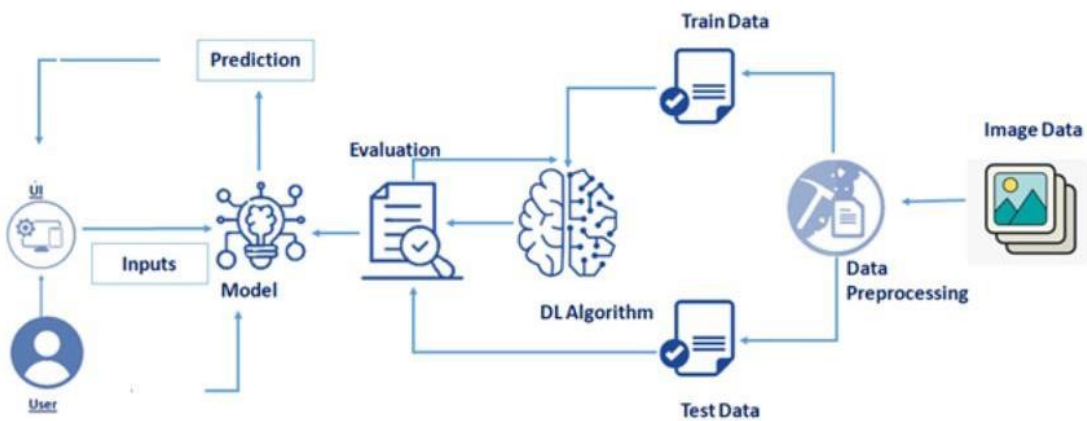 Train Data
Prediction
Image Data
Evaluation
UI
Inputs
Model
Data
Preprocessing
DL Algorithm
User
Test Data